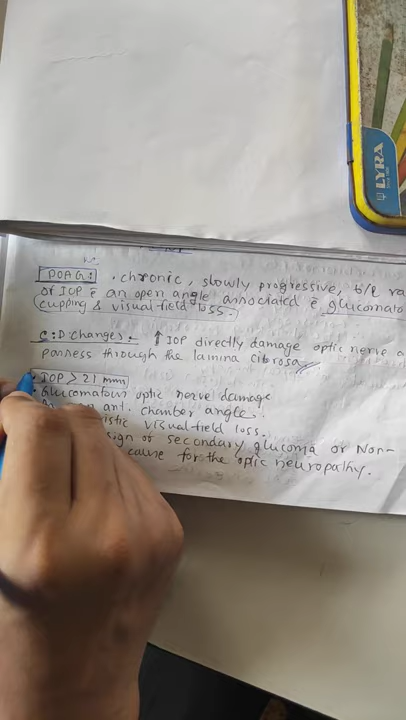 LYRA
POAG:
• chronic, slowly progressive, b/l
of IOP c̄ an open angle associated c̄ glucomato
cupping & visual field loss.
C:D Changes:- ↑ IOP directly damage optic nerve a
passess through the lamina cibrosa
• IOP > 21 mm
• Glucomatous optic nerve damage
ant. chamber angle.
visual field loss.
sign of secondary glucoma or Non-
cause for the optic neuropathy.